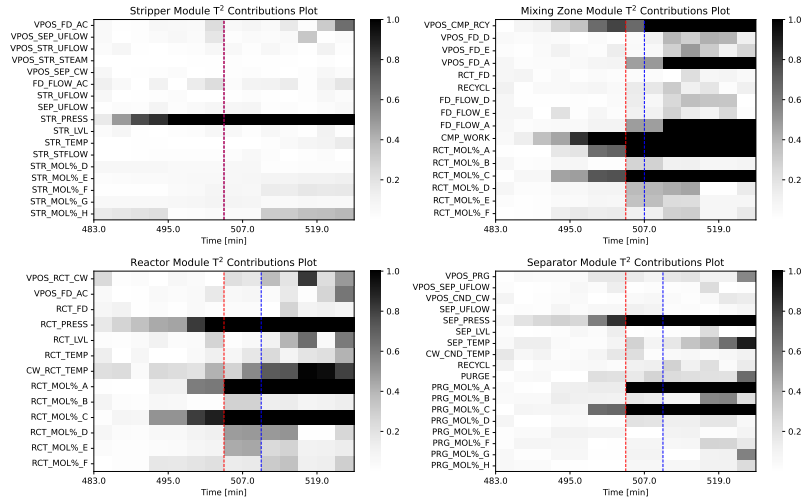 Stripper Module T² Contributions Plot
VPOS_FD_AC
VPOS_SEP_UFLOW
VPOS_STR_UFLOW
VPOS_STR_STEAM
VPOS_SEP_CW
FD_FLOW_AC
STR_UFLOW
SEP_UFLOW
STR_PRESS
STR_LVL
STR_TEMP
STR_STFLOW
STR_MOL%_D
STR_MOL%_E
STR_MOL%_F
STR_MOL%_G
STR_MOL%_H
483.0 495.0 507.0 519.0
Time [min]
1.0
0.8
0.6
0.4
0.2
Mixing Zone Module T² Contributions Plot
VPOS_CMP_RCY
VPOS_FD_D
VPOS_FD_E
VPOS_FD_A
RCT_FD
RECYCL
FD_FLOW_D
FD_FLOW_E
FD_FLOW_A
CMP_WORK
RCT_MOL%_A
RCT_MOL%_B
RCT_MOL%_C
RCT_MOL%_D
RCT_MOL%_E
RCT_MOL%_F
483.0 495.0 507.0 519.0
Time [min]
1.0
0.8
0.6
0.4
0.2
Reactor Module T² Contributions Plot
VPOS_RCT_CW
VPOS_FD_AC
RCT_FD
RCT_PRESS
RCT_LVL
RCT_TEMP
CW_RCT_TEMP
RCT_MOL%_A
RCT_MOL%_B
RCT_MOL%_C
RCT_MOL%_D
RCT_MOL%_E
RCT_MOL%_F
483.0 495.0 507.0 519.0
Time [min]
1.0
0.8
0.6
0.4
0.2
Separator Module T² Contributions Plot
VPOS_PRG
VPOS_SEP_UFLOW
VPOS_CND_CW
SEP_UFLOW
SEP_PRESS
SEP_LVL
SEP_TEMP
CW_CND_TEMP
RECYCL
PURGE
PRG_MOL%_A
PRG_MOL%_B
PRG_MOL%_C
PRG_MOL%_D
PRG_MOL%_E
PRG_MOL%_F
PRG_MOL%_G
PRG_MOL%_H
483.0 495.0 507.0 519.0
Time [min]
1.0
0.8
0.6
0.4
0.2